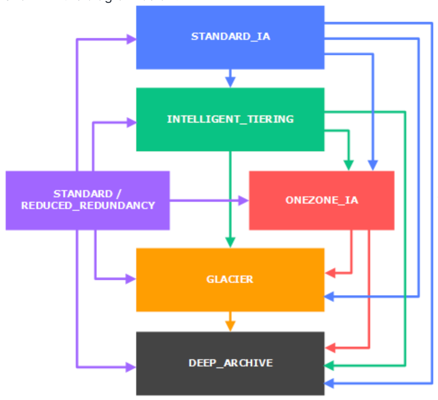 STANDARD_IA
INTELLIGENT_TIERING
STANDARD /
REDUCED_REDUNDANCY
ONEZONE_IA
GLACIER
DEEP_ARCHIVE